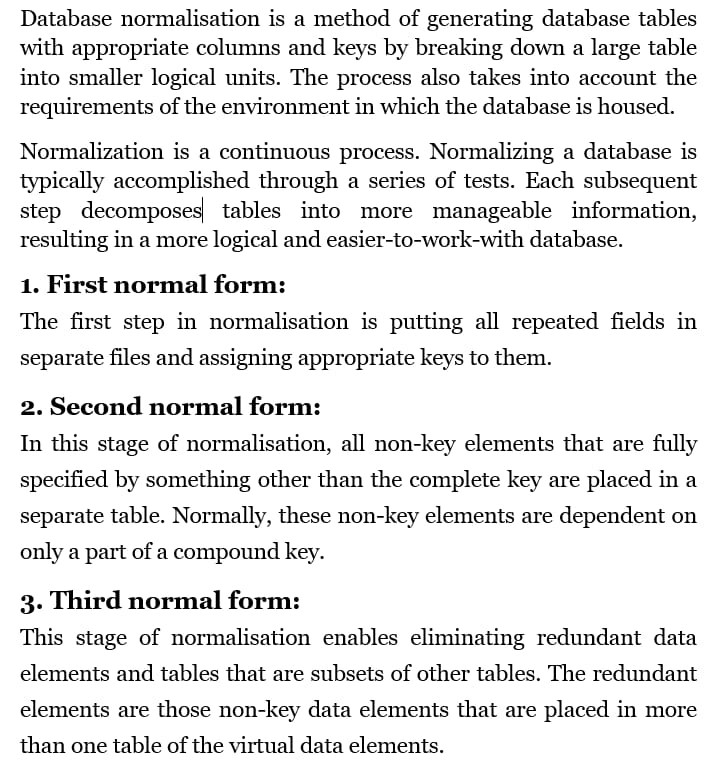 Database normalisation is a method of generating database tables
with appropriate columns and keys by breaking down a large table
into smaller logical units. The process also takes into account the
requirements of the environment in which the database is housed.
Normalization is a continuous process. Normalizing a database is
typically accomplished through a series of tests. Each subsequent
step decomposes tables into more manageable information,
resulting in a more logical and easier-to-work-with database.
1. First normal form:
The first step in normalisation is putting all repeated fields in
separate files and assigning appropriate keys to them.
2. Second normal form:
In this stage of normalisation, all non-key elements that are fully
specified by something other than the complete key are placed in a
separate table. Normally, these non-key elements are dependent on
only a part of a compound key.
3. Third normal form:
This stage of normalisation enables eliminating redundant data
elements and tables that are subsets of other tables. The redundant
elements are those non-key data elements that are placed in more
than one table of the virtual data elements.